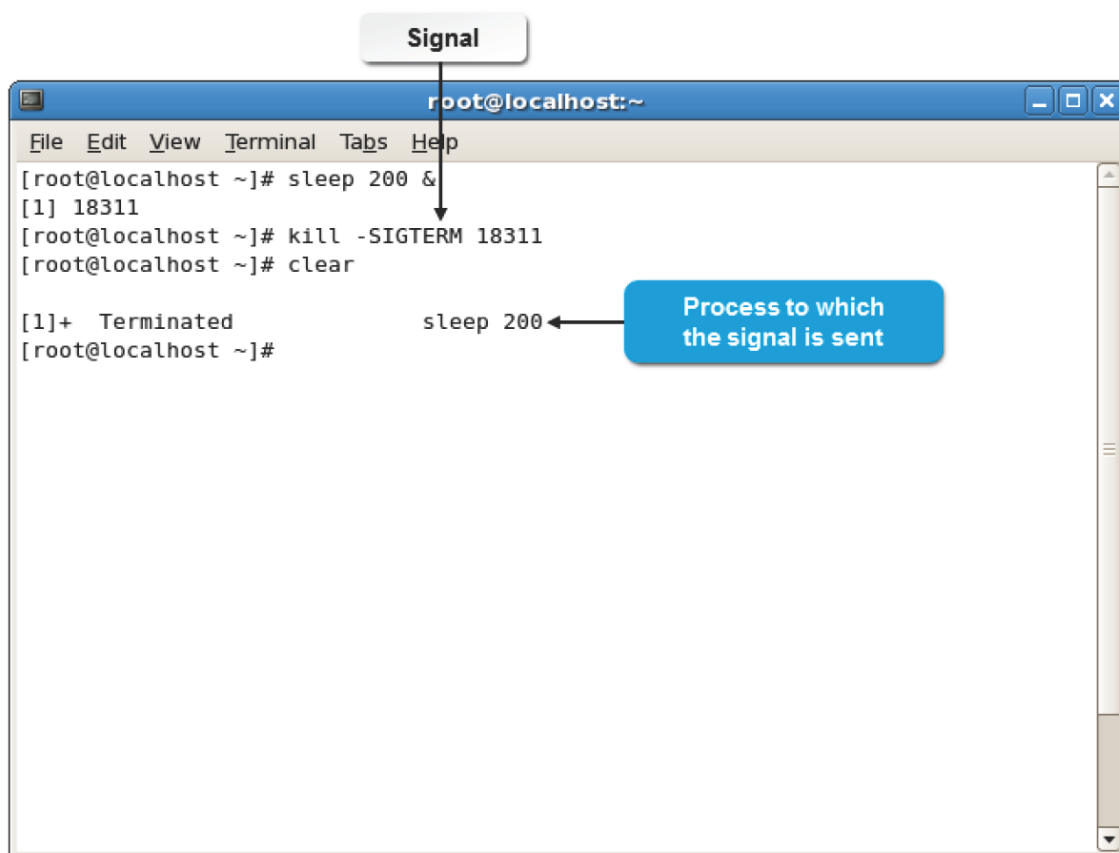 Signal
root@localhost:~
File Edit View Terminal Tabs Help
[root@localhost ~]# sleep 200 &
[1] 18311
[root@localhost ~]# kill -SIGTERM 18311
[root@localhost ~]# clear
[1]+  Terminated              sleep 200
Process to which
the signal is sent
[root@localhost ~]#